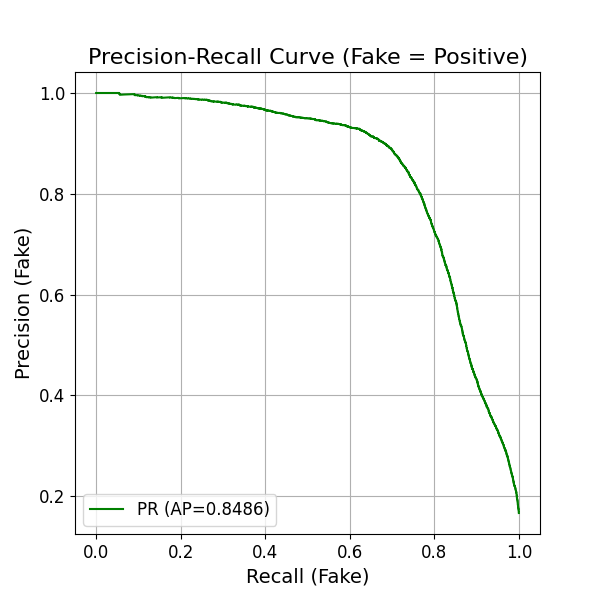 Precision-Recall Curve (Fake = Positive)
1.0
0.8
0.6
0.4
0.2
Precision (Fake)
PR (AP=0.8486)
0.0 0.2 0.4 0.6 0.8 1.0
Recall (Fake)